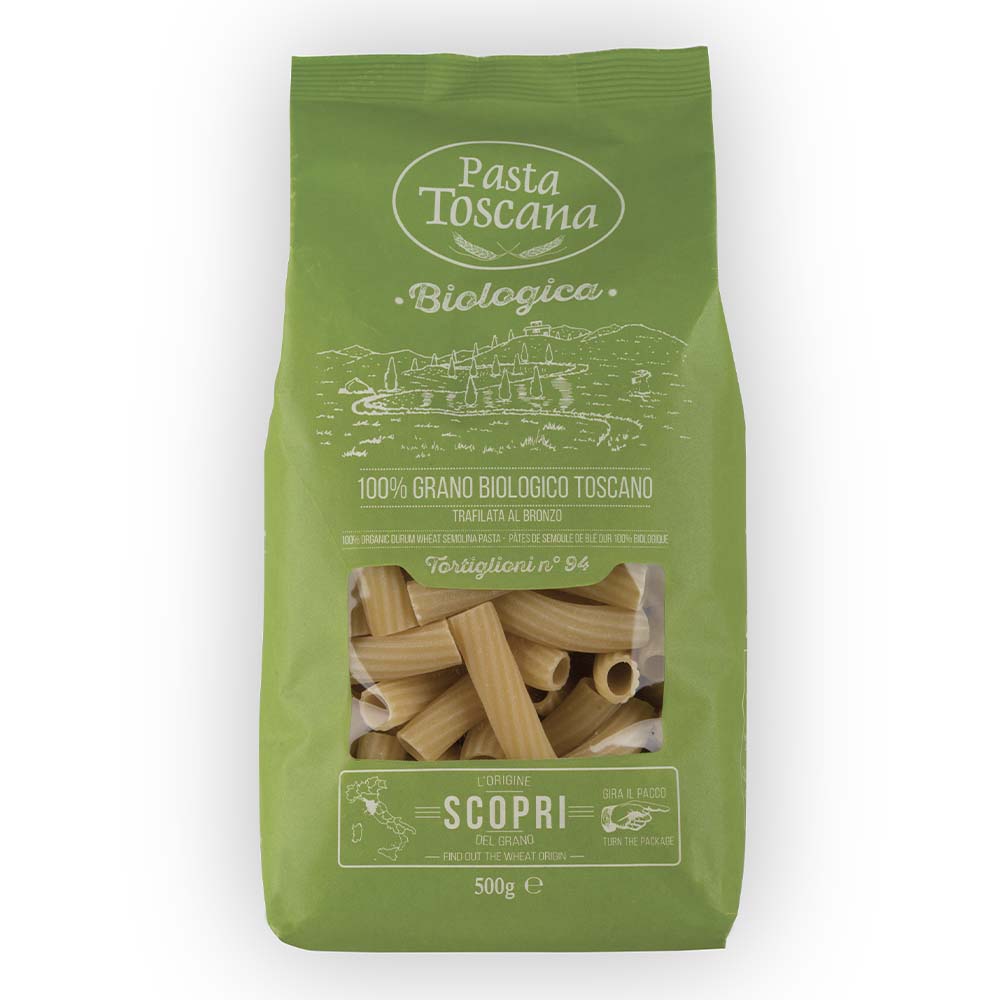 Pasta
Toscana
• Biologica •
100% GRANO BIOLOGICO TOSCANO
TRAFILATA AL BRONZO
100% ORGANIC DURUM WHEAT SEMOLINA PASTA - PÂTES DE SEMOULE DE BLÉ DUR 100% BIOLOGIQUE
Tortiglioni n° 94
L'ORIGINE
SCOPRI
DEL GRANO
FIND OUT THE WHEAT ORIGIN
GIRA IL PACCO
TURN THE PACKAGE
500g ℮